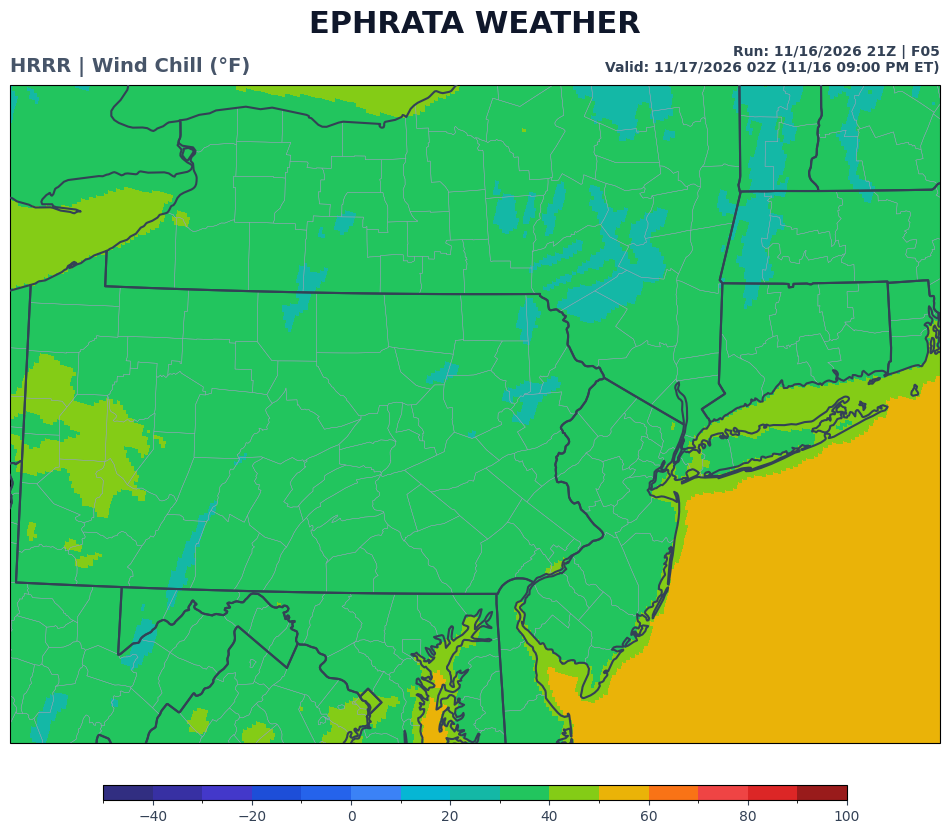 EPHRATA WEATHER
HRRR | Wind Chill (°F)
Run: 11/16/2026 21Z | F05
Valid: 11/17/2026 02Z (11/16 09:00 PM ET)
−40 −20 0 20 40 60 80 100